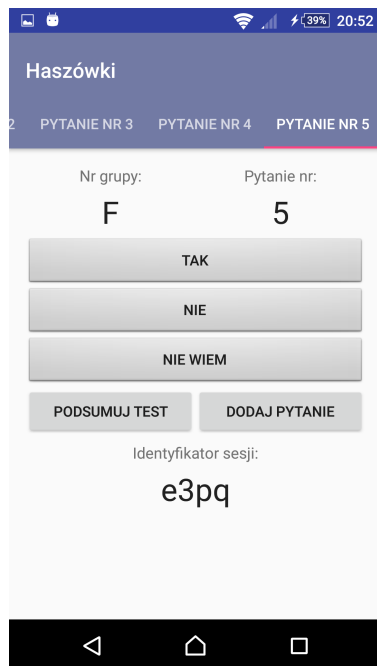 39% 20:52
Haszówki
2 PYTANIE NR 3 PYTANIE NR 4 PYTANIE NR 5
Nr grupy: Pytanie nr:
F 5
TAK
NIE
NIE WIEM
PODSUMUJ TEST DODAJ PYTANIE
Identyfikator sesji:
e3pq